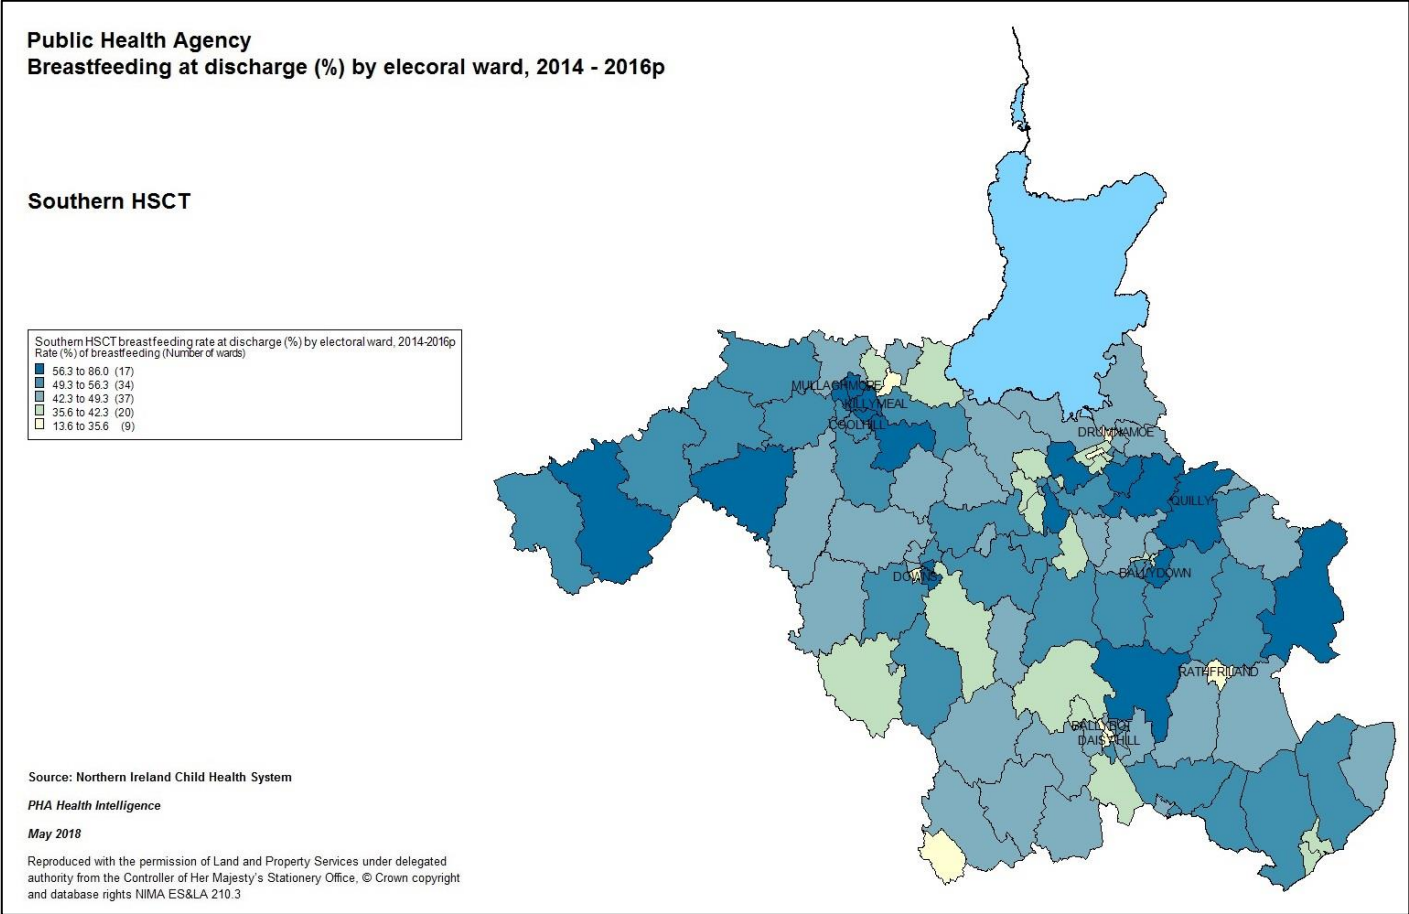 Public Health Agency
Breastfeeding at discharge (%) by elecoral ward, 2014 - 2016p
Southern HSCT
Southern HSCT breastfeeding rate at discharge (%) by electoral ward, 2014-2016p
Rate (%) of breastfeeding (Number of wards)
56.3 to 86.0 (17)
49.3 to 56.3 (34)
42.3 to 49.3 (37)
35.6 to 42.3 (20)
13.6 to 35.6 (9)
MULLAGHMORE
KILLYMEAL
COOLHILL
DRUMNAMOE
QUILLY
DOWNS
BALLYDOWN
RATHFRILAND
BALLYBOT
DAISYHILL
Source: Northern Ireland Child Health System
PHA Health Intelligence
May 2018
Reproduced with the permission of Land and Property Services under delegated
authority from the Controller of Her Majesty's Stationery Office, © Crown copyright
and database rights NIMA ES&LA 210.3